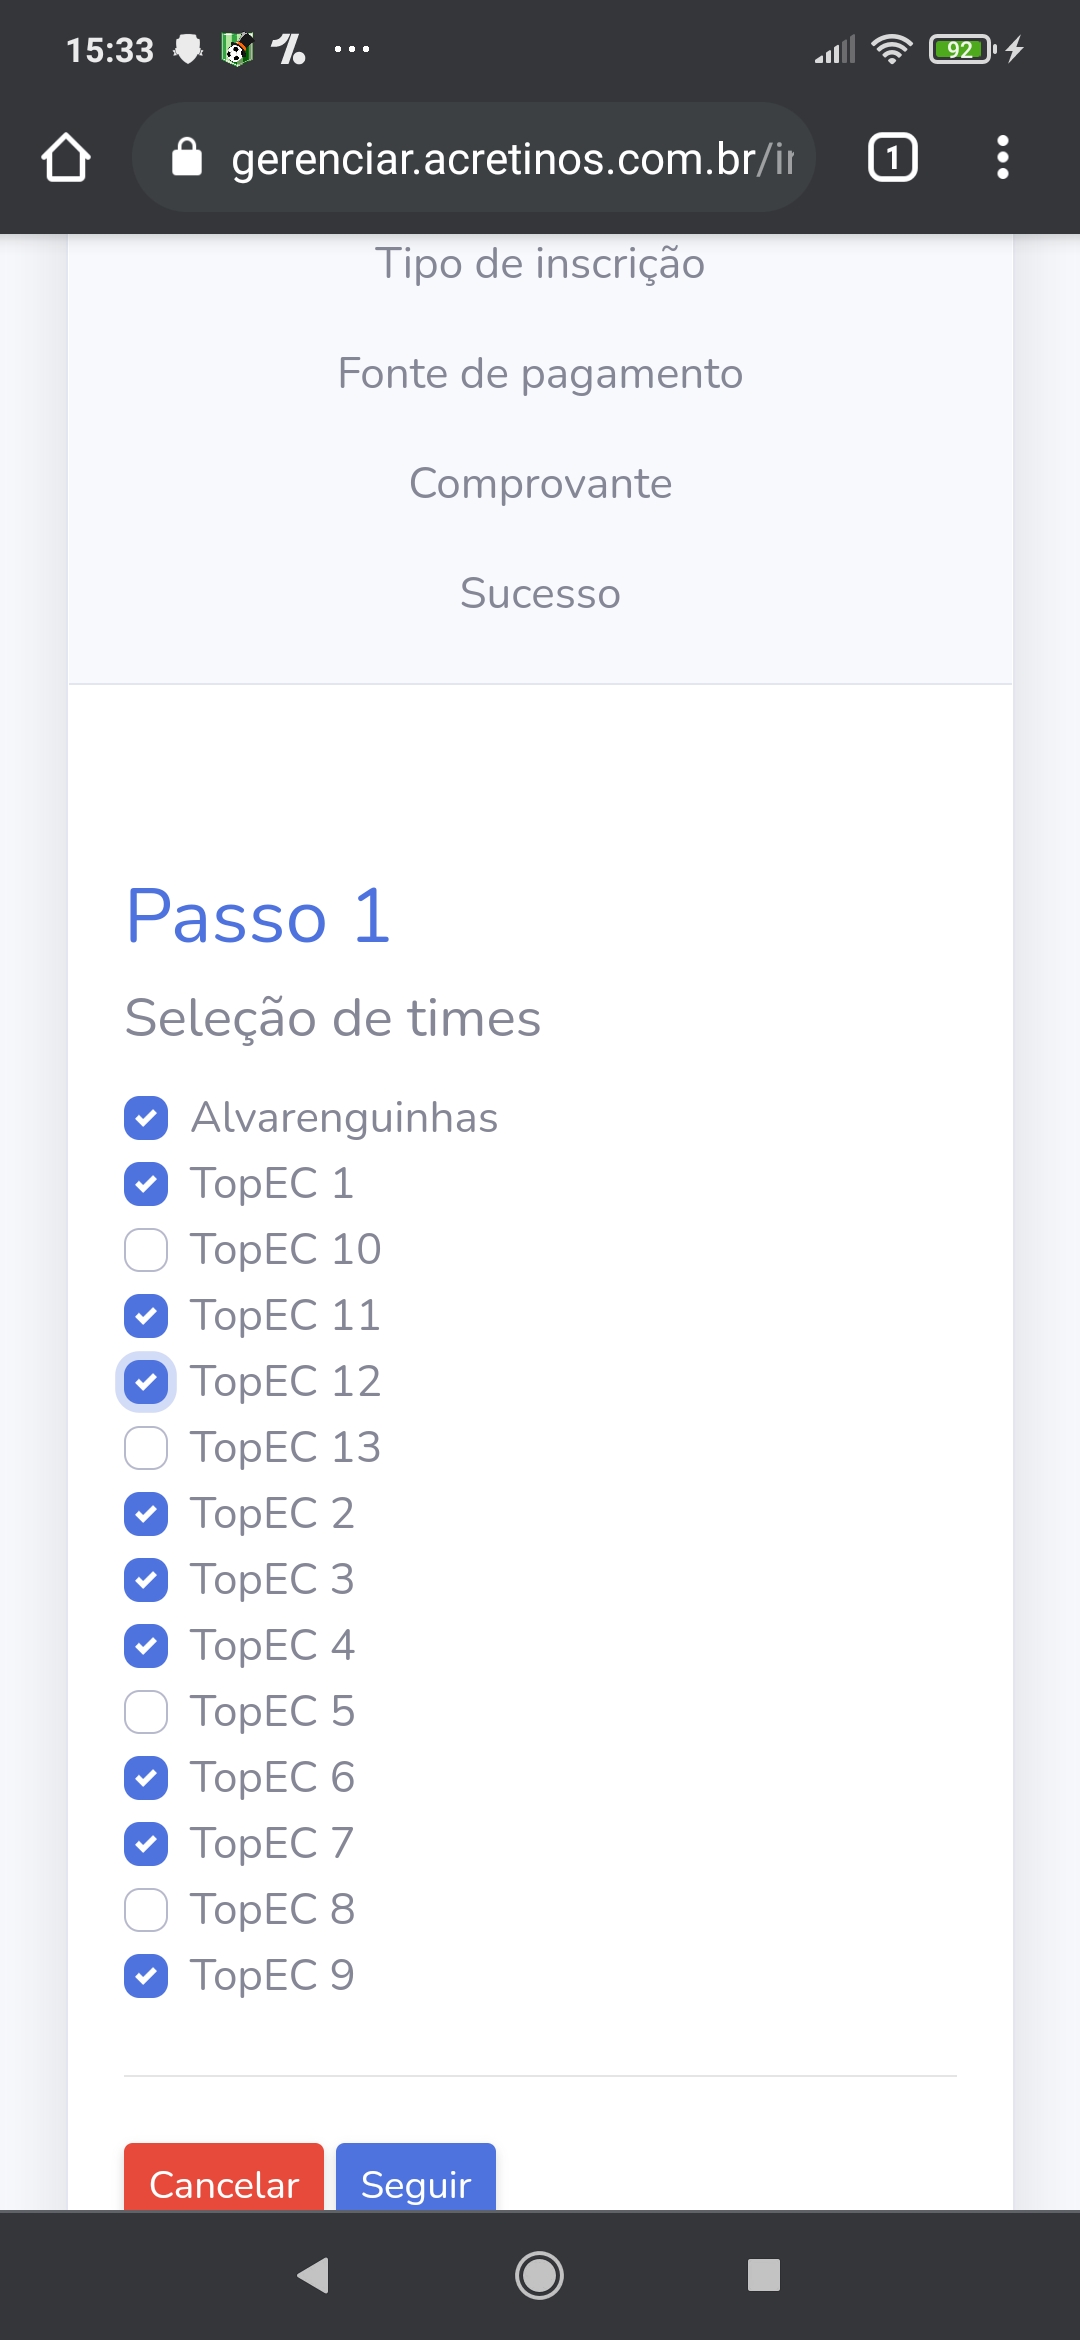 15:33
92
gerenciar.acretinos.com.br/in
1
Tipo de inscrição
Fonte de pagamento
Comprovante
Sucesso
Passo 1
Seleção de times
Alvarenguinhas
TopEC 1
TopEC 10
TopEC 11
TopEC 12
TopEC 13
TopEC 2
TopEC 3
TopEC 4
TopEC 5
TopEC 6
TopEC 7
TopEC 8
TopEC 9
Cancelar Seguir